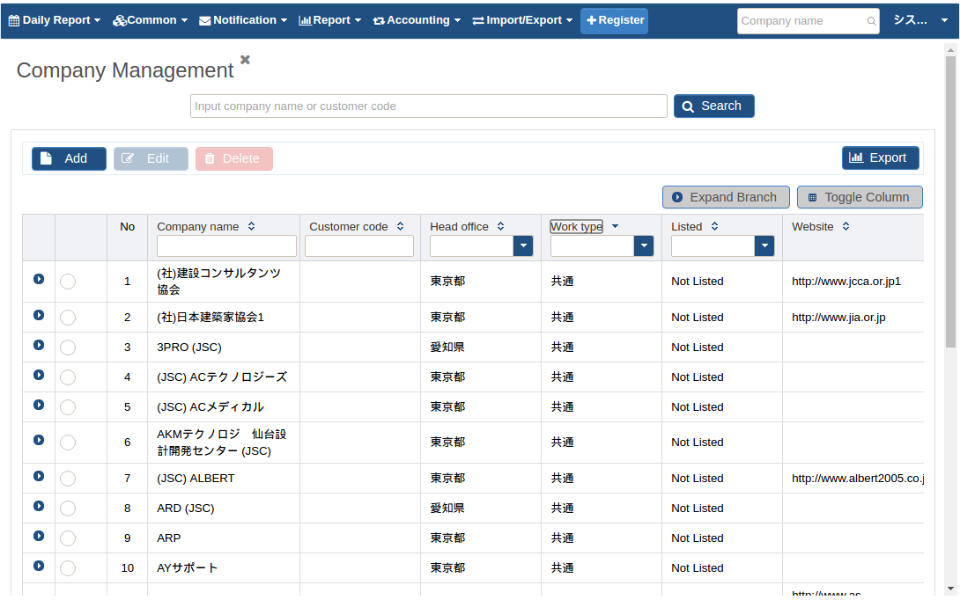 Daily Report Common Notification Report Accounting Import/Export Register Company name シス...
Company Management
Input company name or customer code Search
Add Edit Delete Export
Expand Branch Toggle Column
No Company name Customer code Head office Work type Listed Website
1 (社)建設コンサルタンツ協会 東京都 共通 Not Listed http://www.jcca.or.jp1
2 (社)日本建築家協会1 東京都 共通 Not Listed http://www.jia.or.jp
3 3PRO (JSC) 愛知県 共通 Not Listed
4 (JSC) ACテクノロジーズ 東京都 共通 Not Listed
5 (JSC) ACメディカル 東京都 共通 Not Listed
6 AKMテクノロジ　仙台設計開発センター (JSC) 東京都 共通 Not Listed
7 (JSC) ALBERT 東京都 共通 Not Listed http://www.albert2005.co.j
8 ARD (JSC) 愛知県 共通 Not Listed
9 ARP 東京都 共通 Not Listed
10 AYサポート 東京都 共通 Not Listed
http://www.as-